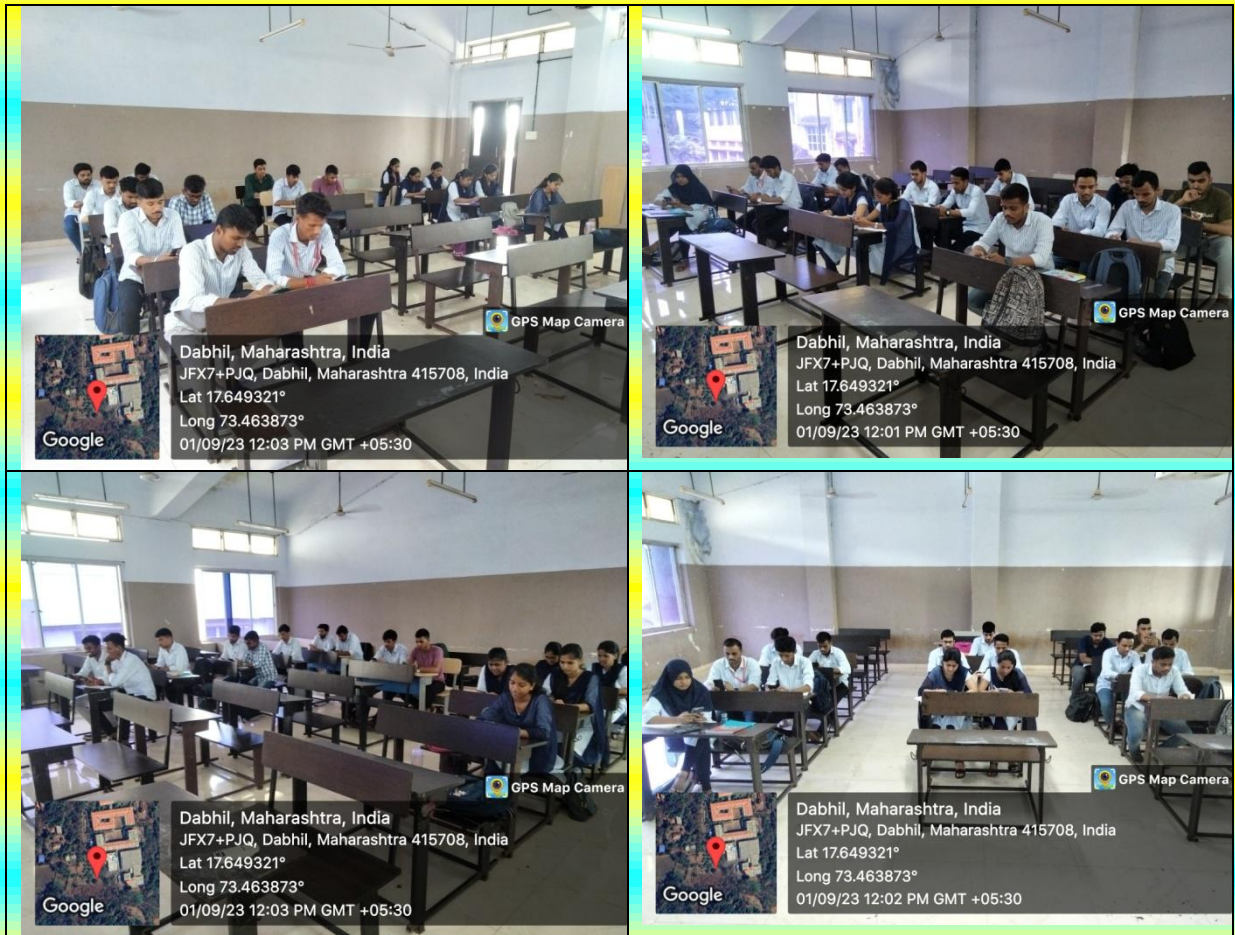 GPS Map Camera
Dabhil, Maharashtra, India
JFX7+PJQ, Dabhil, Maharashtra 415708, India
Lat 17.649321°
Long 73.463873°
01/09/23 12:03 PM GMT +05:30
Google
GPS Map Camera
Dabhil, Maharashtra, India
JFX7+PJQ, Dabhil, Maharashtra 415708, India
Lat 17.649321°
Long 73.463873°
01/09/23 12:01 PM GMT +05:30
Google
GPS Map Camera
Dabhil, Maharashtra, India
JFX7+PJQ, Dabhil, Maharashtra 415708, India
Lat 17.649321°
Long 73.463873°
01/09/23 12:03 PM GMT +05:30
Google
GPS Map Camera
Dabhil, Maharashtra, India
JFX7+PJQ, Dabhil, Maharashtra 415708, India
Lat 17.649321°
Long 73.463873°
01/09/23 12:02 PM GMT +05:30
Google